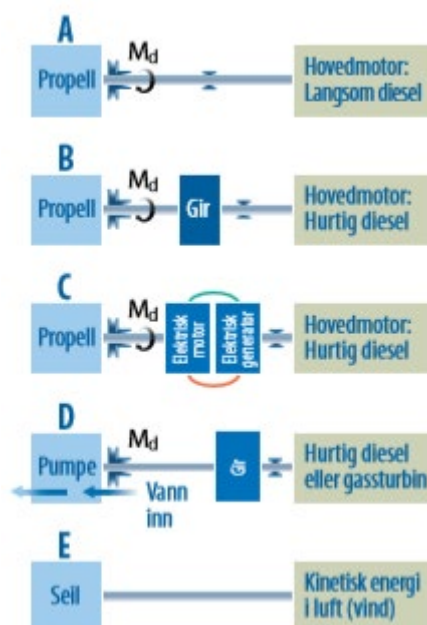 A
Propell
Md
Hovedmotor:
Langsom diesel
B
Propell
Md
Gir
Hovedmotor:
Hurtig diesel
C
Propell
Md
Elektrisk
motor
Elektrisk
generator
Hovedmotor:
Hurtig diesel
D
Pumpe
Md
Gir
Hurtig diesel
eller gassturbin
Vann
inn
E
Seil
Kinetisk energi
i luft (vind)